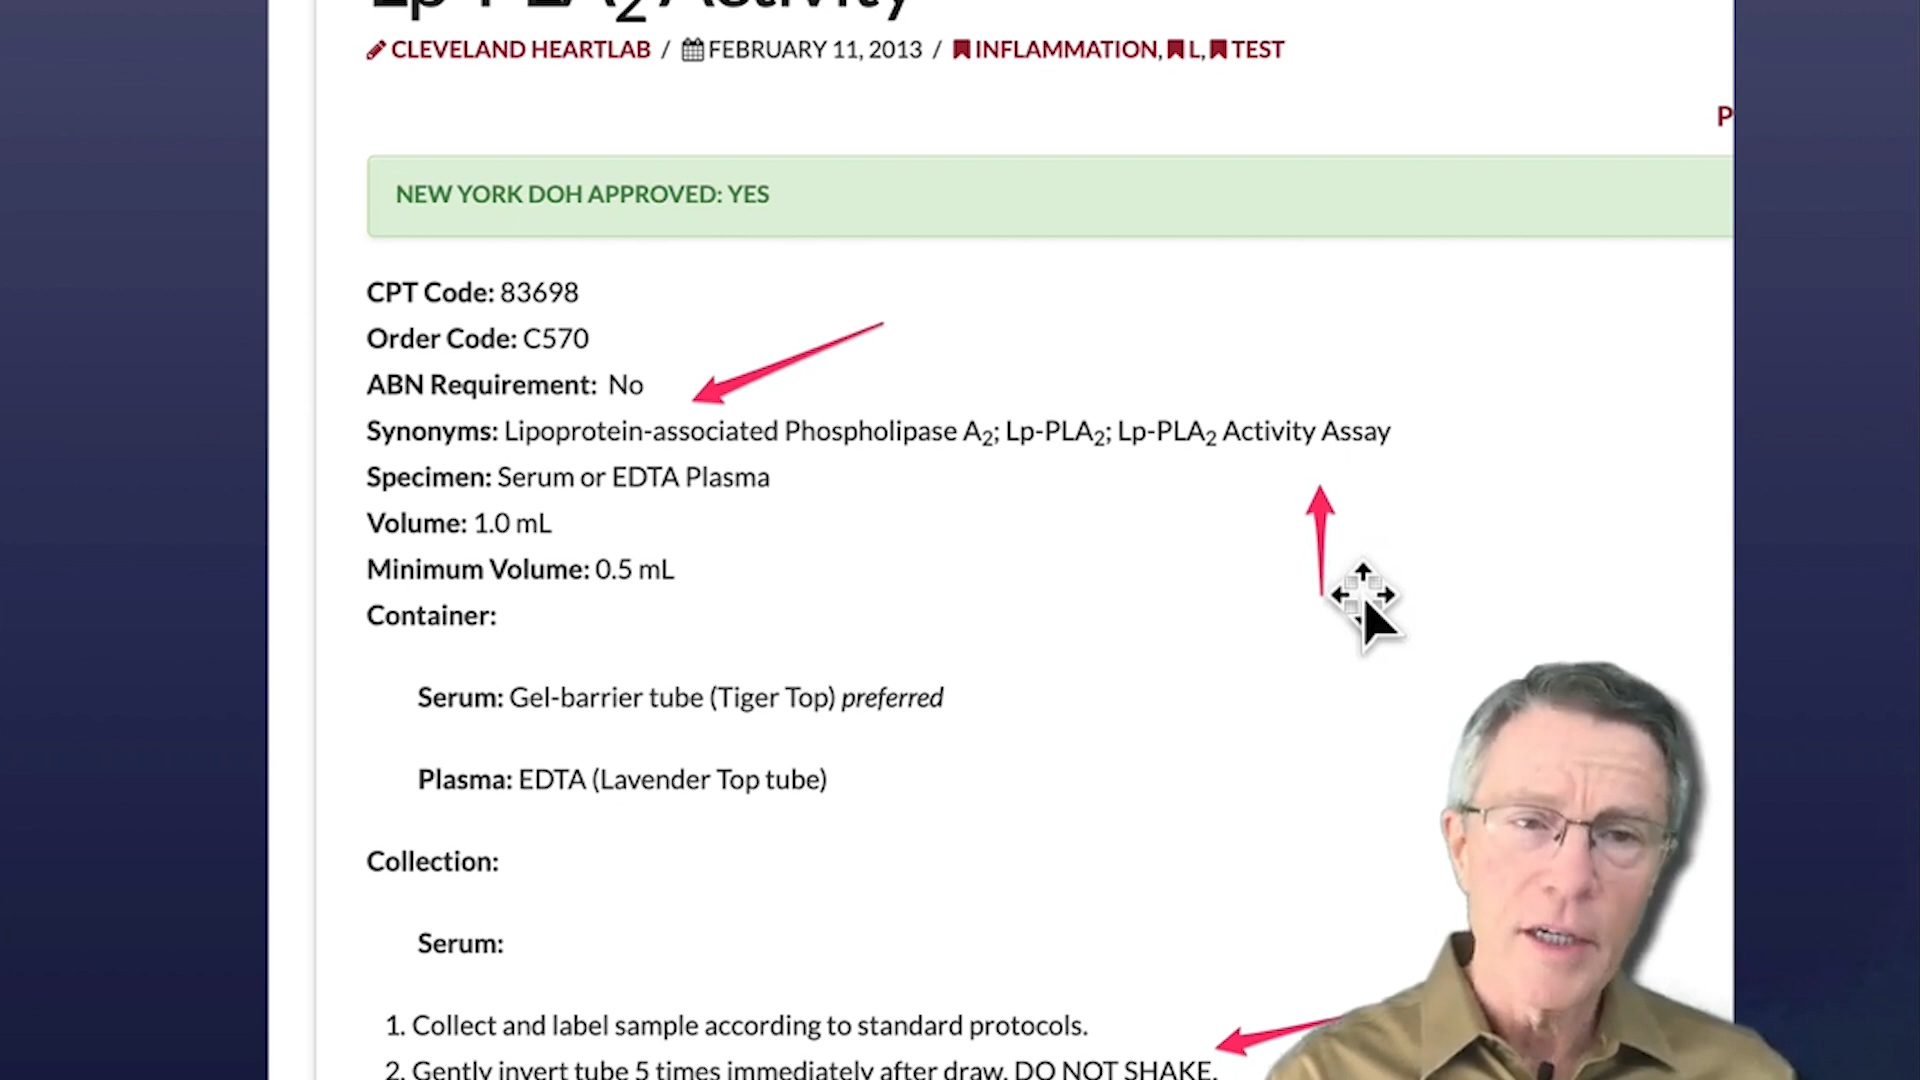 Lp-PLA2 Activity
CLEVELAND HEARTLAB / FEBRUARY 11, 2013 / INFLAMMATION, L, TEST
P
NEW YORK DOH APPROVED: YES
CPT Code: 83698
Order Code: C570
ABN Requirement: No
Synonyms: Lipoprotein-associated Phospholipase A2; Lp-PLA2; Lp-PLA2 Activity Assay
Specimen: Serum or EDTA Plasma
Volume: 1.0 mL
Minimum Volume: 0.5 mL
Container:
Serum: Gel-barrier tube (Tiger Top) preferred
Plasma: EDTA (Lavender Top tube)
Collection:
Serum:
1. Collect and label sample according to standard protocols.
2. Gently invert tube 5 times immediately after draw. DO NOT SHAKE.